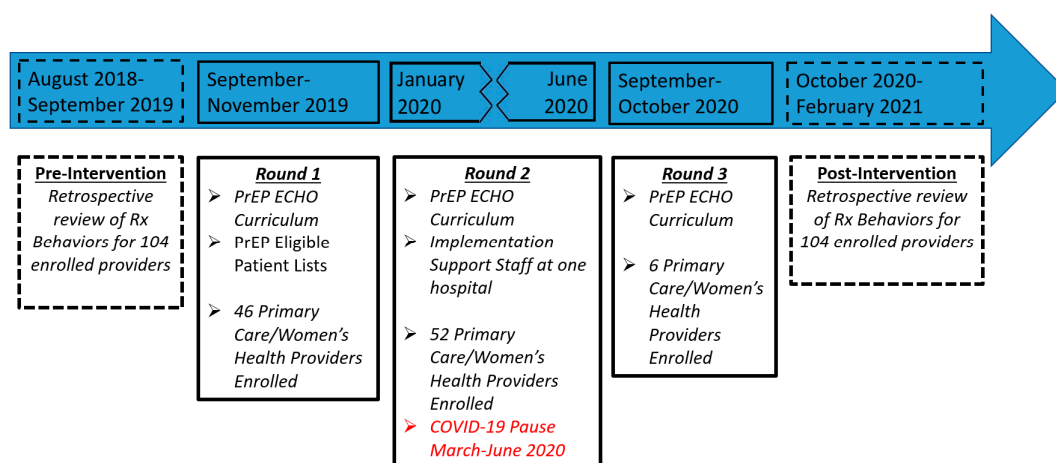 August 2018-
September 2019
September-
November 2019
January
2020
June
2020
September-
October 2020
October 2020-
February 2021
Pre-Intervention
Retrospective
review of Rx
Behaviors for 104
enrolled providers
Round 1
➢ PrEP ECHO
Curriculum
➢ PrEP Eligible
Patient Lists
➢ 46 Primary
Care/Women’s
Health Providers
Enrolled
Round 2
➢ PrEP ECHO
Curriculum
➢ Implementation
Support Staff at one
hospital
➢ 52 Primary
Care/Women’s
Health Providers
Enrolled
➢ COVID-19 Pause
March-June 2020
Round 3
➢ PrEP ECHO
Curriculum
➢ 6 Primary
Care/Women’s
Health
Providers
Enrolled
Post-Intervention
Retrospective review
of Rx Behaviors for
104 enrolled providers